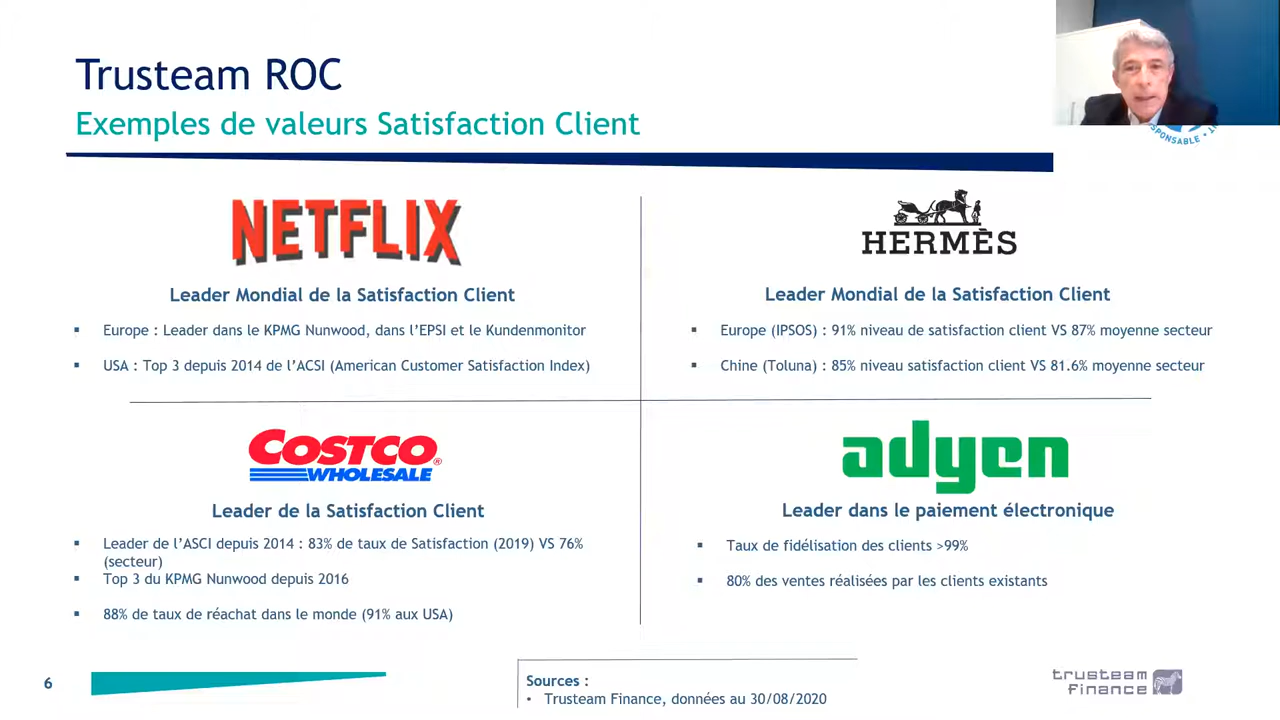 Trusteam ROC
Exemples de valeurs Satisfaction Client
NETFLIX
Leader Mondial de la Satisfaction Client
▪ Europe : Leader dans le KPMG Nunwood, dans l’EPSI et le Kundenmonitor
▪ USA : Top 3 depuis 2014 de l’ACSI (American Customer Satisfaction Index)
HERMÈS
Leader Mondial de la Satisfaction Client
▪ Europe (IPSOS) : 91% niveau de satisfaction client VS 87% moyenne secteur
▪ Chine (Toluna) : 85% niveau satisfaction client VS 81.6% moyenne secteur
COSTCO®
WHOLESALE
Leader de la Satisfaction Client
▪ Leader de l’ASCI depuis 2014 : 83% de taux de Satisfaction (2019) VS 76%
(secteur)
▪ Top 3 du KPMG Nunwood depuis 2016
▪ 88% de taux de réachat dans le monde (91% aux USA)
adyen
Leader dans le paiement électronique
▪ Taux de fidélisation des clients >99%
▪ 80% des ventes réalisées par les clients existants
6
Sources :
• Trusteam Finance, données au 30/08/2020
trusteam
finance